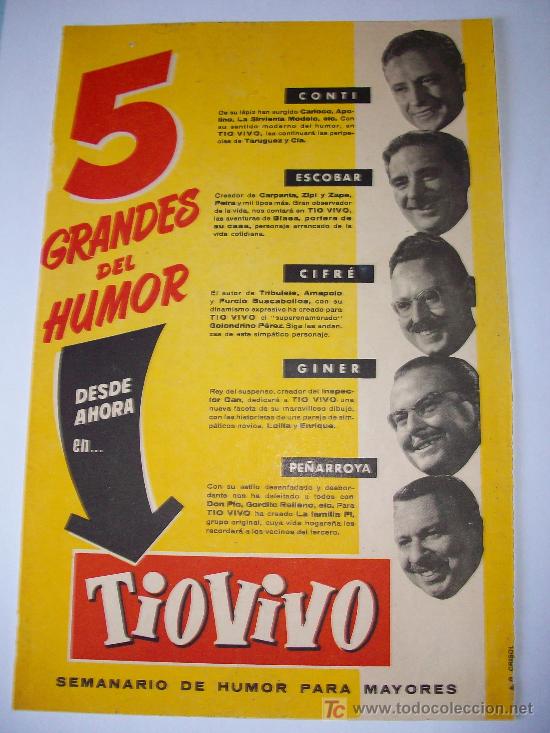 5
GRANDES
DEL
HUMOR
DESDE
AHORA
en...
CONTI
De su lápiz han surgido Carioco, Apo-
lino, La Sirvienta Modelo, etc. Con
su sentido moderno del humor, en
TIO VIVO, les continuará las peripe-
cias de Taruguez y Cía.
ESCOBAR
Creador de Carpanta, Zipi y Zape,
Petra y mil tipos más. Gran observador
de la vida, nos contará en TIO VIVO,
las aventuras de Blasa, portera de
su casa, personaje arrancado de la
vida cotidiana.
CIFRÉ
El autor de Tribulete, Amapolo
y Furcio Buscabollos, con su
dinamismo expresivo ha creado para
TIO VIVO el "superenamorado"
Golondrino Pérez. Siga las andan-
zas de este simpático personaje.
GINER
Rey del suspense, creador del Inspec-
tor Dan, dedicará a TIO VIVO una
nueva faceta de su maravilloso dibujo,
con las historietas de una pareja de sim-
páticos novios, Lolita y Enrique.
PEÑARROYA
Con su estilo desenfadado y desbor-
dante nos ha deleitado a todos con
Don Pío, Gordito Relleno, etc. Para
TIO VIVO ha creado La familia Pi,
grupo original, cuya vida hogareña les
recordará a los vecinos del tercero.
TIOVIVO
SEMANARIO DE HUMOR PARA MAYORES
TC
www.todocoleccion.net